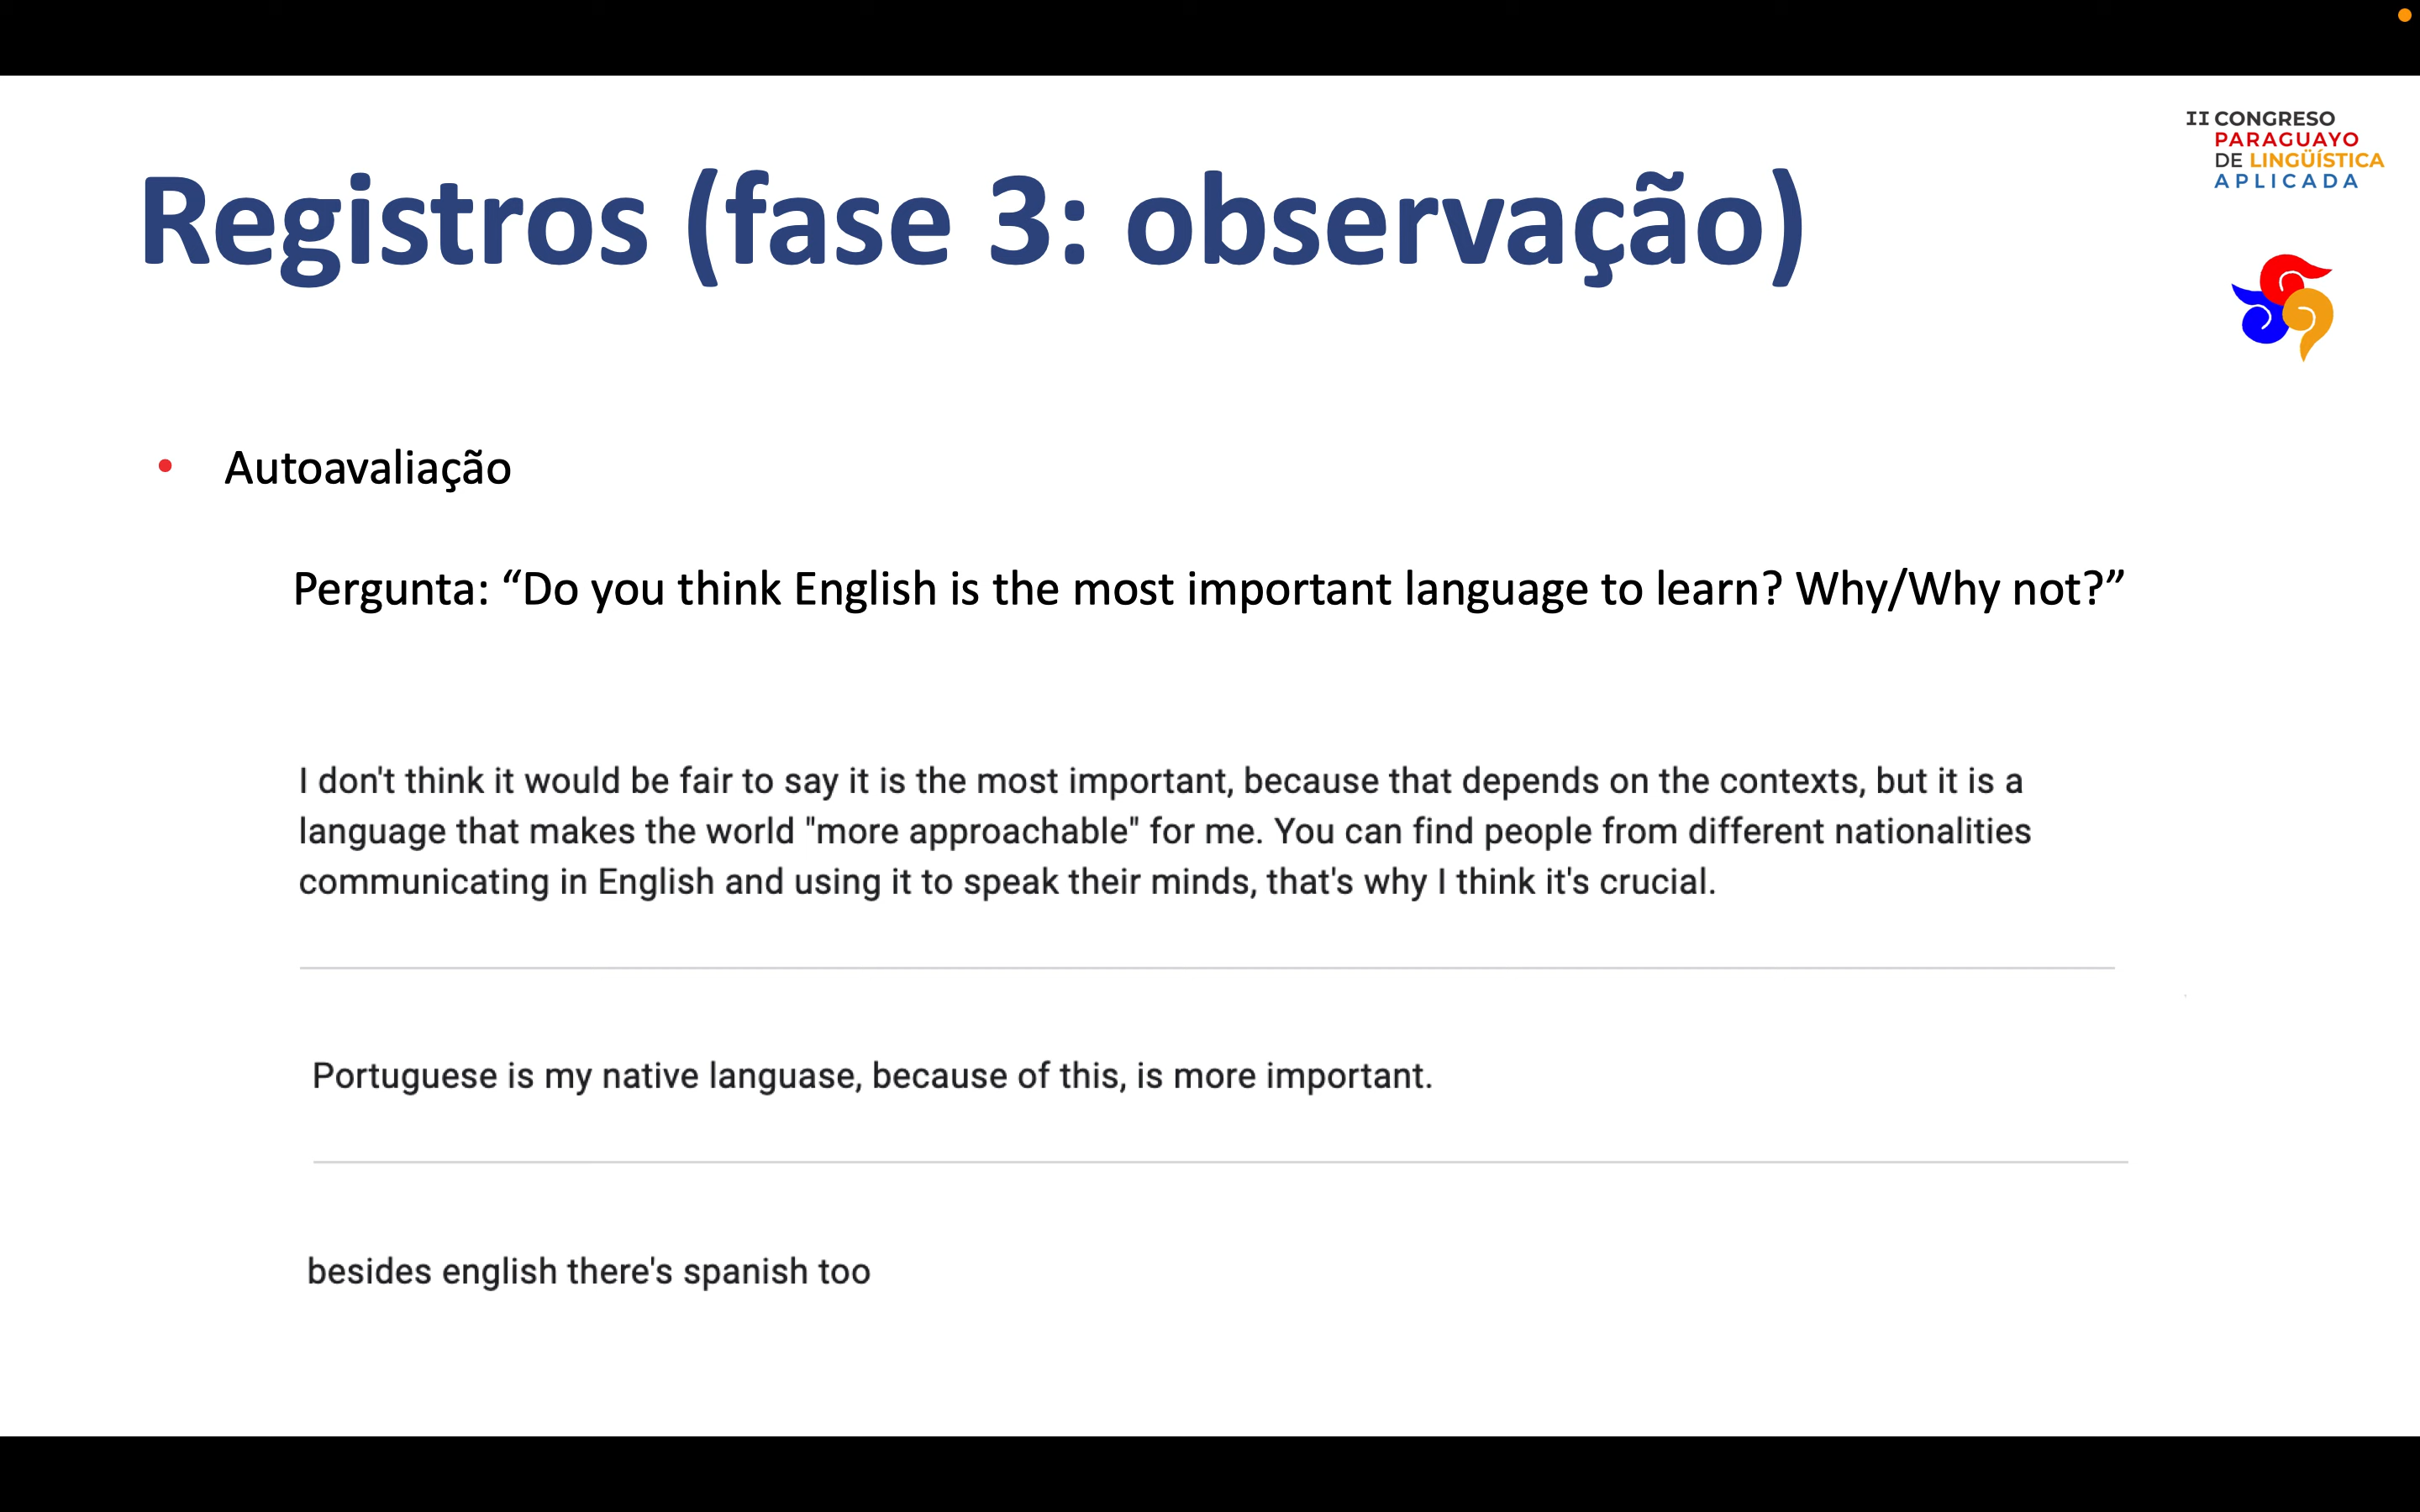 II CONGRESO
PARAGUAYO
DE LINGÜÍSTICA
APLICADA
Registros (fase 3: observação)
• Autoavaliação
Pergunta: “Do you think English is the most important language to learn? Why/Why not?”
I don't think it would be fair to say it is the most important, because that depends on the contexts, but it is a
language that makes the world "more approachable" for me. You can find people from different nationalities
communicating in English and using it to speak their minds, that's why I think it's crucial.
Portuguese is my native languase, because of this, is more important.
besides english there's spanish too